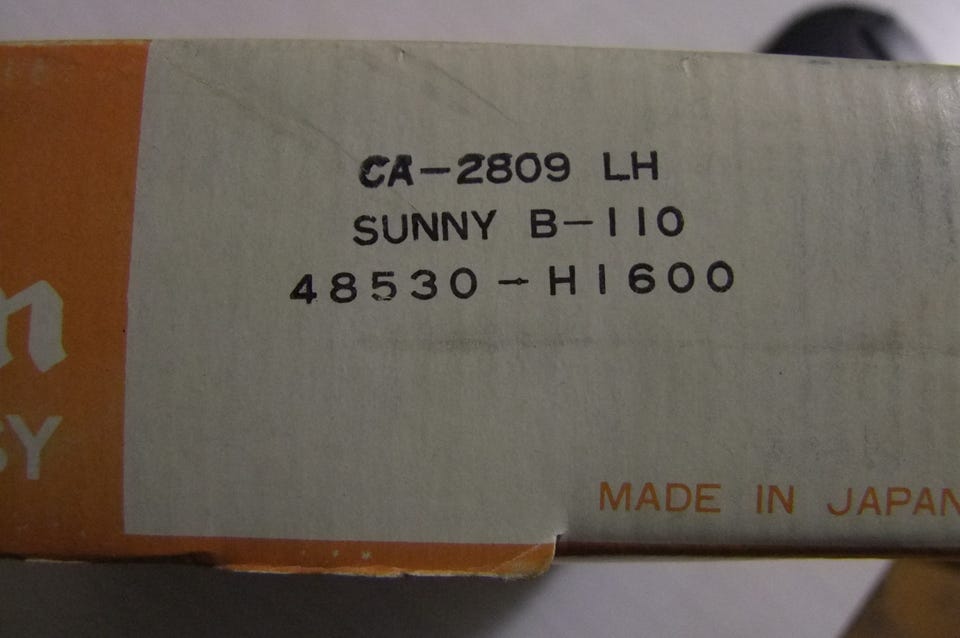 CA-2809 LH
SUNNY B-110
48530-H1600
MADE IN JAPAN